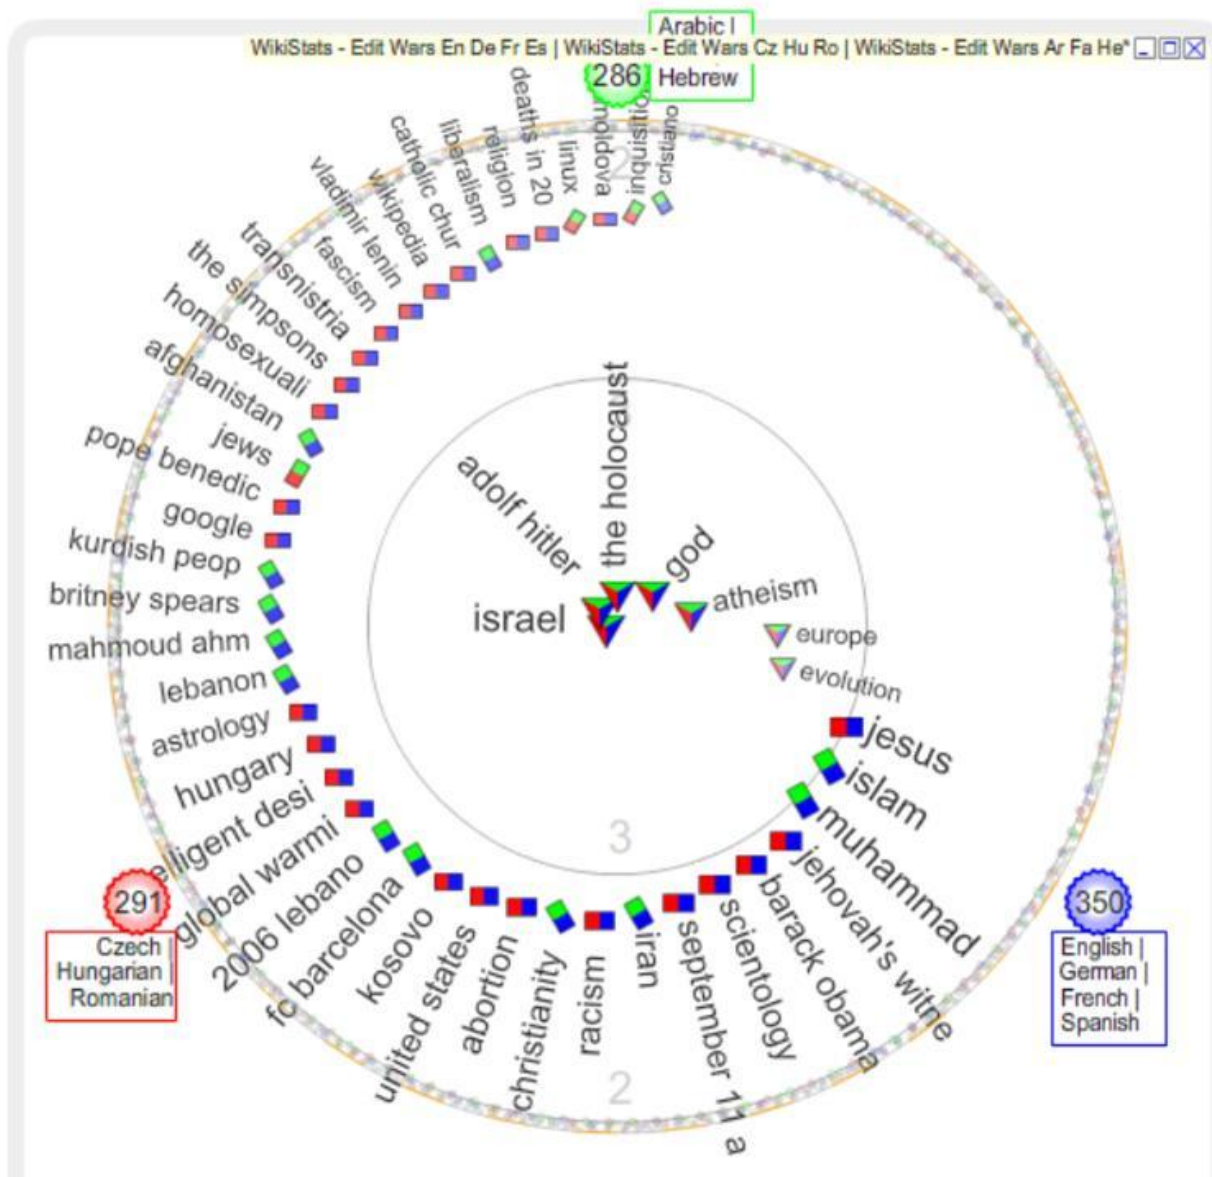 Arabic |
WikiStats - Edit Wars En De Fr Es | WikiStats - Edit Wars Cz Hu Ro | WikiStats - Edit Wars Ar Fa He*
286
Hebrew
2
cristiano
moldova
linux
deaths in 20
religion
liberalism
catholic chur
wikipedia
vladimir lenin
fascism
transnistria
the simpsons
homosexuali
afghanistan
jews
pope benedic
google
kurdish peop
britney spears
mahmoud ahm
lebanon
astrology
hungary
elligent desi
global warmi
2006 lebano
fc barcelona
kosovo
united states
abortion
christianity
racism
iran
september 11 a
scientology
barack obama
jehovah's witne
muhammad
islam
jesus
the holocaust
adolf hitler
god
israel
atheism
europe
evolution
3
2
291
Czech |
Hungarian |
Romanian
350
English |
German |
French |
Spanish